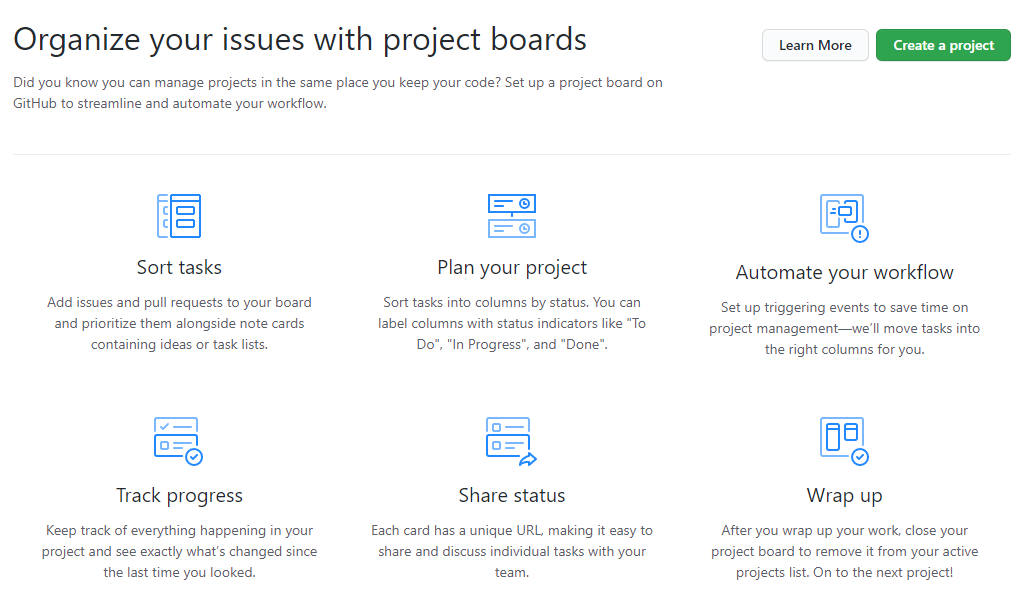 Organize your issues with project boards
Learn More
Create a project
Did you know you can manage projects in the same place you keep your code? Set up a project board on
GitHub to streamline and automate your workflow.
Sort tasks
Add issues and pull requests to your board
and prioritize them alongside note cards
containing ideas or task lists.
Plan your project
Sort tasks into columns by status. You can
label columns with status indicators like "To
Do", "In Progress", and "Done".
Automate your workflow
Set up triggering events to save time on
project management—we’ll move tasks into
the right columns for you.
Track progress
Keep track of everything happening in your
project and see exactly what’s changed since
the last time you looked.
Share status
Each card has a unique URL, making it easy to
share and discuss individual tasks with your
team.
Wrap up
After you wrap up your work, close your
project board to remove it from your active
projects list. On to the next project!